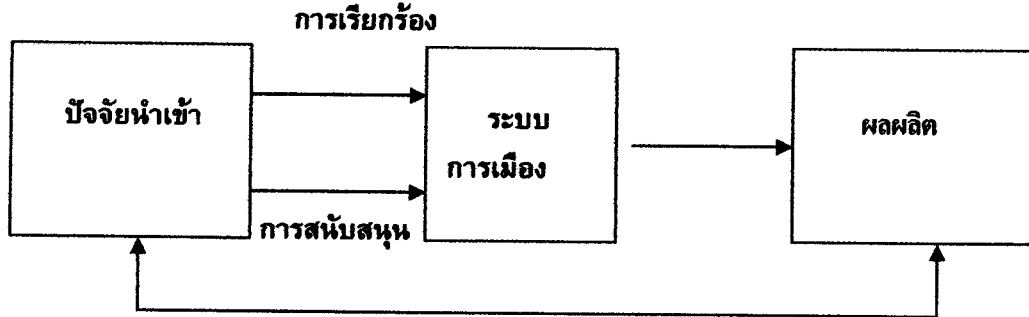 การเรียกร้อง
ปัจจัยนำเข้า
ระบบ
การเมือง
ผลผลิต
การสนับสนุน